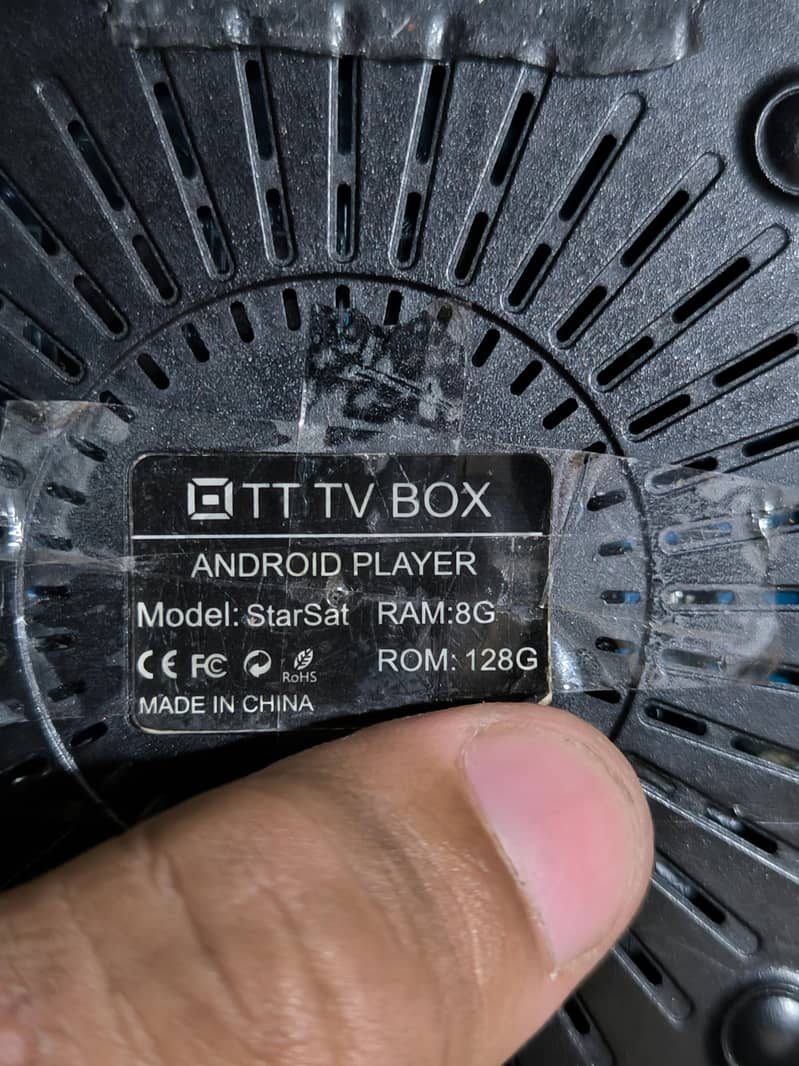 TT TV BOX
ANDROID PLAYER
Model: StarSat RAM:8G
CE FC RoHS ROM: 128G
MADE IN CHINA